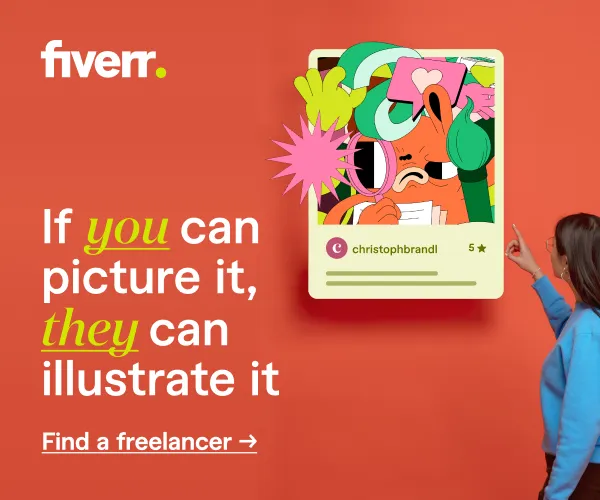 fiverr.
If you can
picture it,
they can
illustrate it
Find a freelancer →
c christophbrandl 5 ★